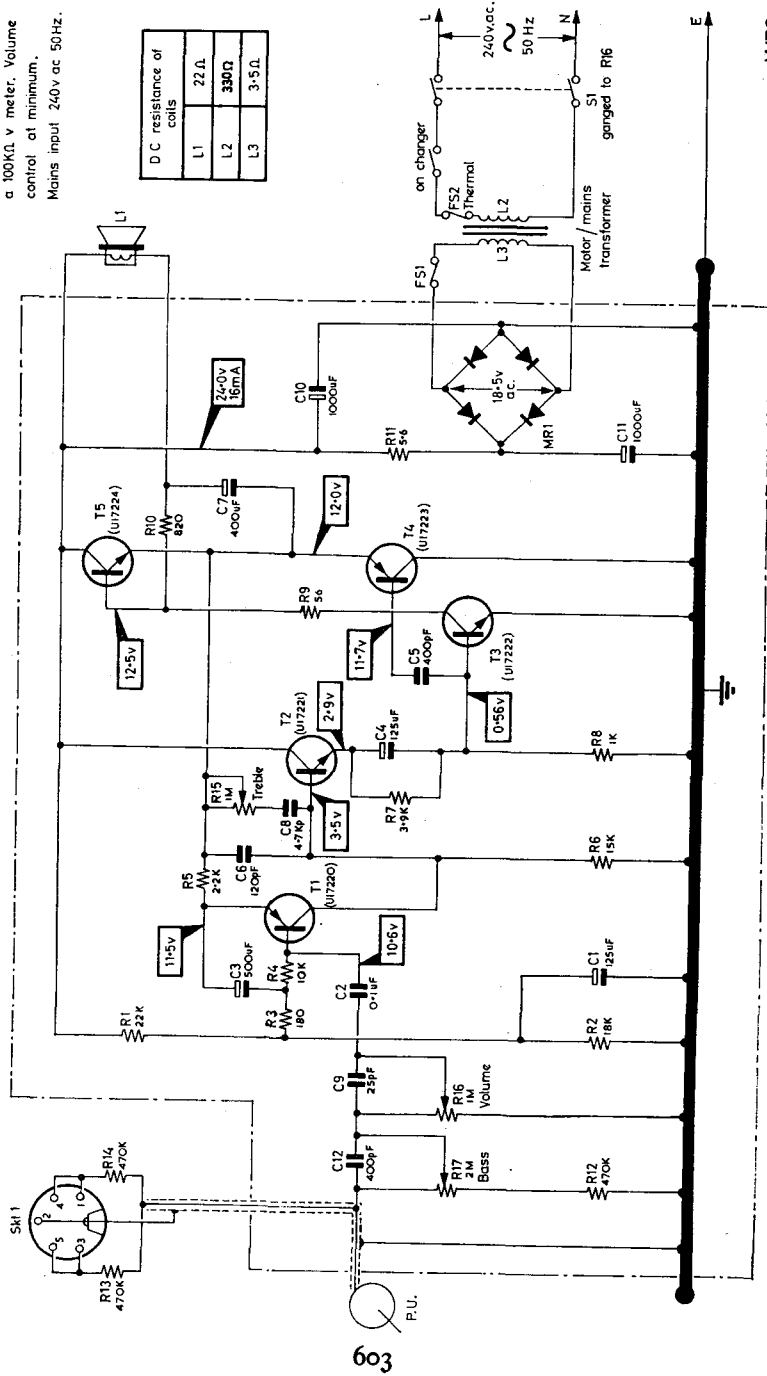 a 100KΩ v meter. Volume
control at minimum.
Mains input 240v ac 50Hz.
D C resistance of
coils
L1 22Ω
L2 330Ω
L3 3·5Ω
Skt 1
1
2
3
4
5
R13
470K
R14
470K
P.U.
C12
400pF
R17
2M
Bass
R12
470K
C9
25pF
R16
1M
Volume
R1
22K
R2
18K
C1
125uF
R3
180
C3
500uF
R4
10K
C2
0·1uF
10·6v
11·5v
T1
(U17220)
R5
2·2K
C6
120pF
R15
1M
Treble
C8
4·7Kp
3·5v
R6
15K
T2
(U17221)
2·9v
C4
125uF
R7
3·9K
R8
1K
0·56v
C5
400pF
11·7v
T3
(U17222)
R9
56
12·5v
T5
(U17224)
R10
820
C7
400uF
12·0v
T4
(U17223)
24·0v
16mA
L1
C10
1000uF
R11
5·6
18·5v
a.c.
MR1
C11
1000uF
FS1
L3
L2
Motor / mains
transformer
FS2
Thermal
on changer
L
240v.ac.
50 Hz
N
S1
ganged to R16
E
603